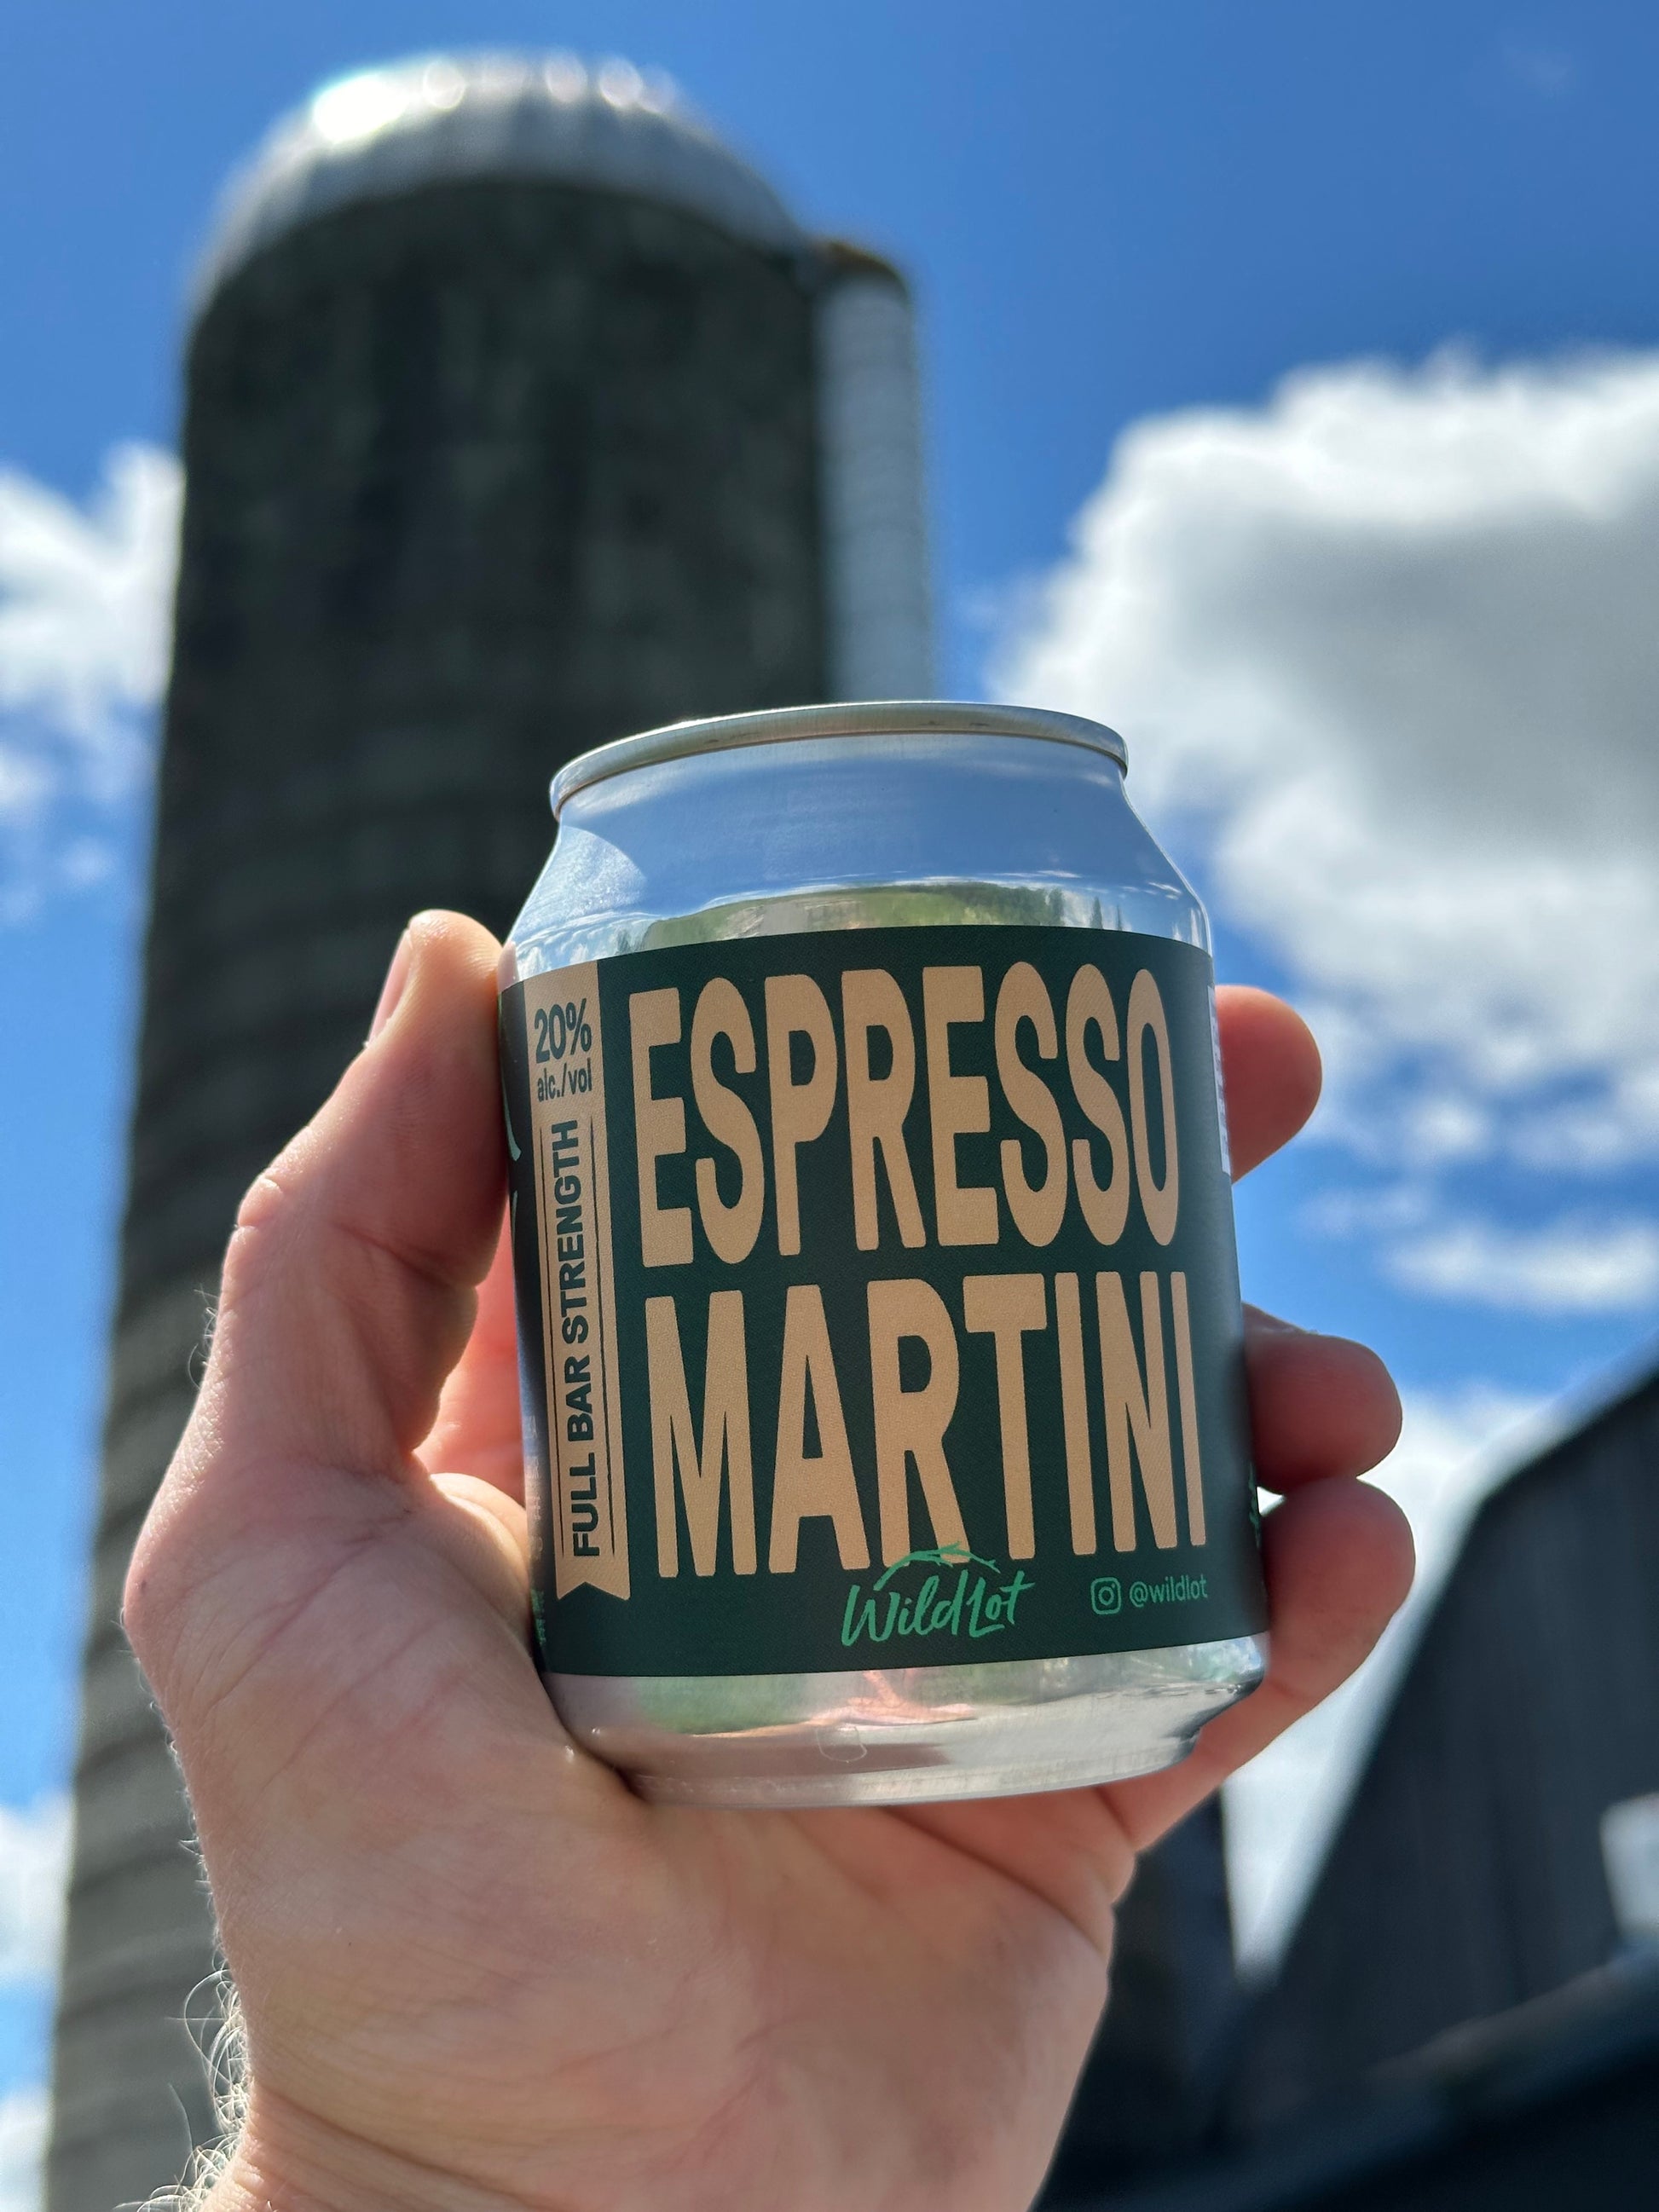 20%
alc./vol
FULL BAR STRENGTH
ESPRESSO
MARTINI
WildLot
@wildlot